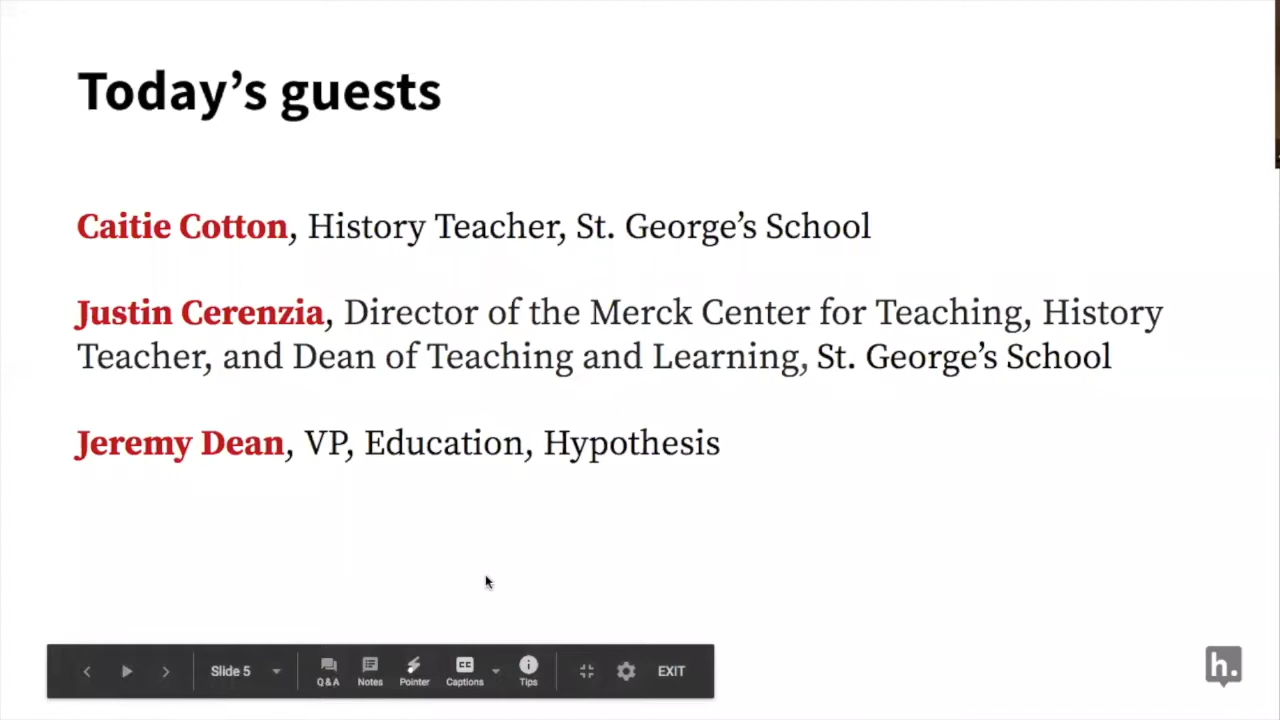 Today’s guests
Caitie Cotton, History Teacher, St. George’s School
Justin Cerenzia, Director of the Merck Center for Teaching, History
Teacher, and Dean of Teaching and Learning, St. George’s School
Jeremy Dean, VP, Education, Hypothesis
Slide 5
Q&A
Notes
Pointer
CC
Captions
Tips
EXIT
h.